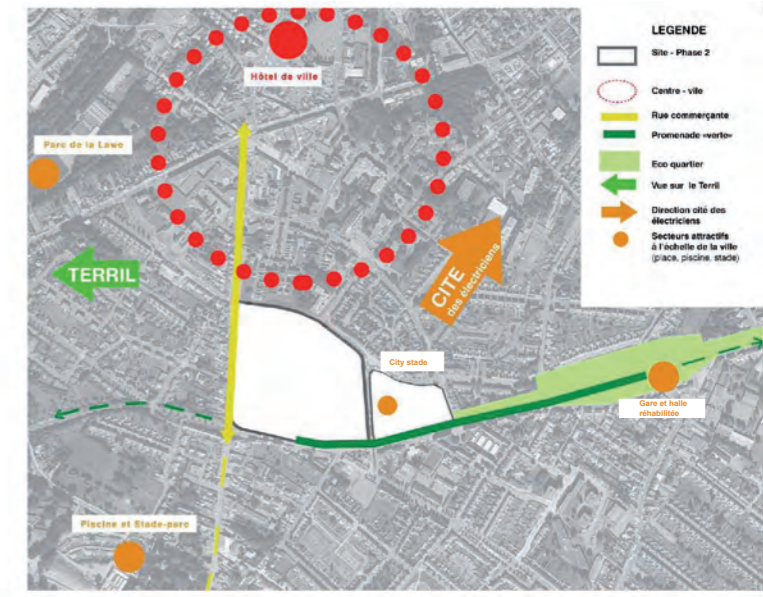 Hôtel de ville
Parc de la Lawe
TERRIL
CITE
des électriciens
City stade
Gare et halle
réhabilitée
Piscine et Stade-parc
LEGENDE
Site - Phase 2
Centre - vile
Rue commerçante
Promenade «verte»
Eco quartier
Vue sur le Terril
Direction cité des
électriciens
Secteurs attractifs
à l'échelle de la ville
(place, piscine, stade)